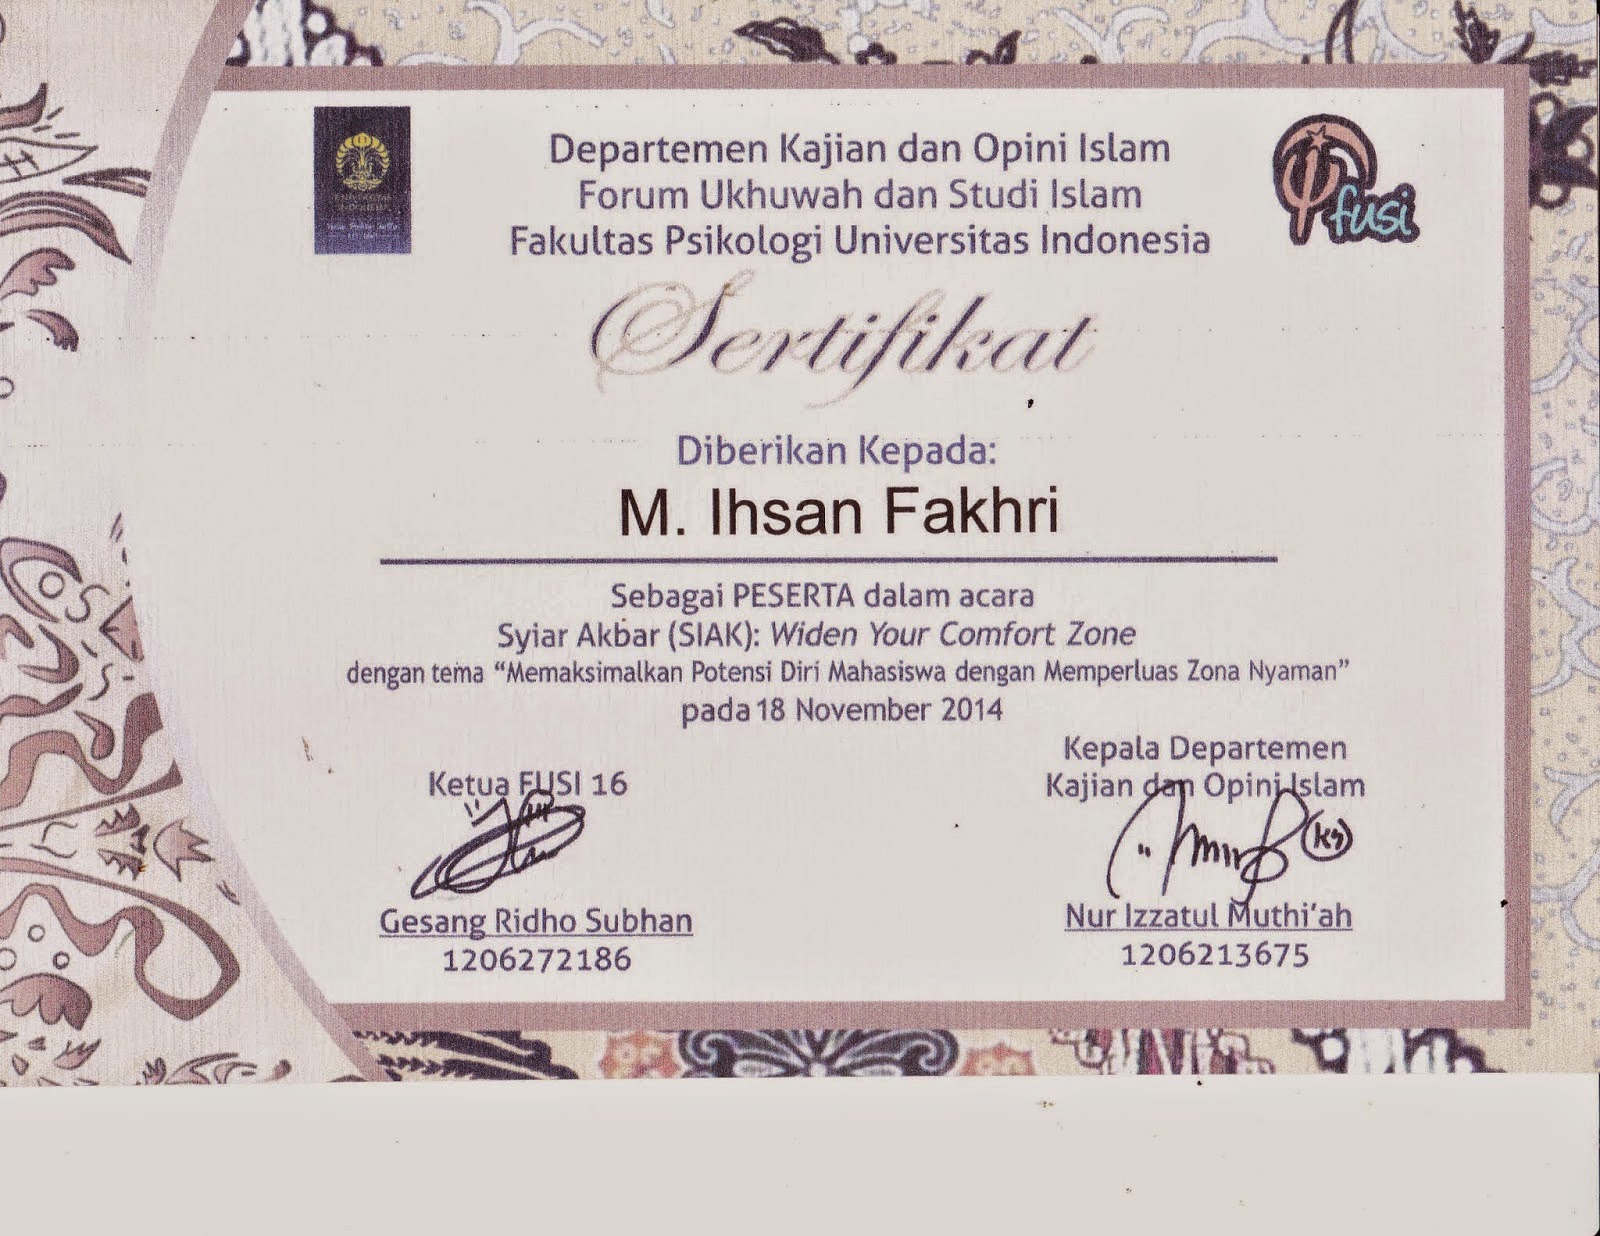 UNIVERSITAS
INDONESIA
fusi
Departemen Kajian dan Opini Islam
Forum Ukhuwah dan Studi Islam
Fakultas Psikologi Universitas Indonesia
Sertifikat
Diberikan Kepada:
M. Ihsan Fakhri
Sebagai PESERTA dalam acara
Syiar Akbar (SIAK): Widen Your Comfort Zone
dengan tema “Memaksimalkan Potensi Diri Mahasiswa dengan Memperluas Zona Nyaman”
pada 18 November 2014
Ketua FUSI 16
Gesang Ridho Subhan
1206272186
Kepala Departemen
Kajian dan Opini Islam
Nur Izzatul Muthi’ah
1206213675